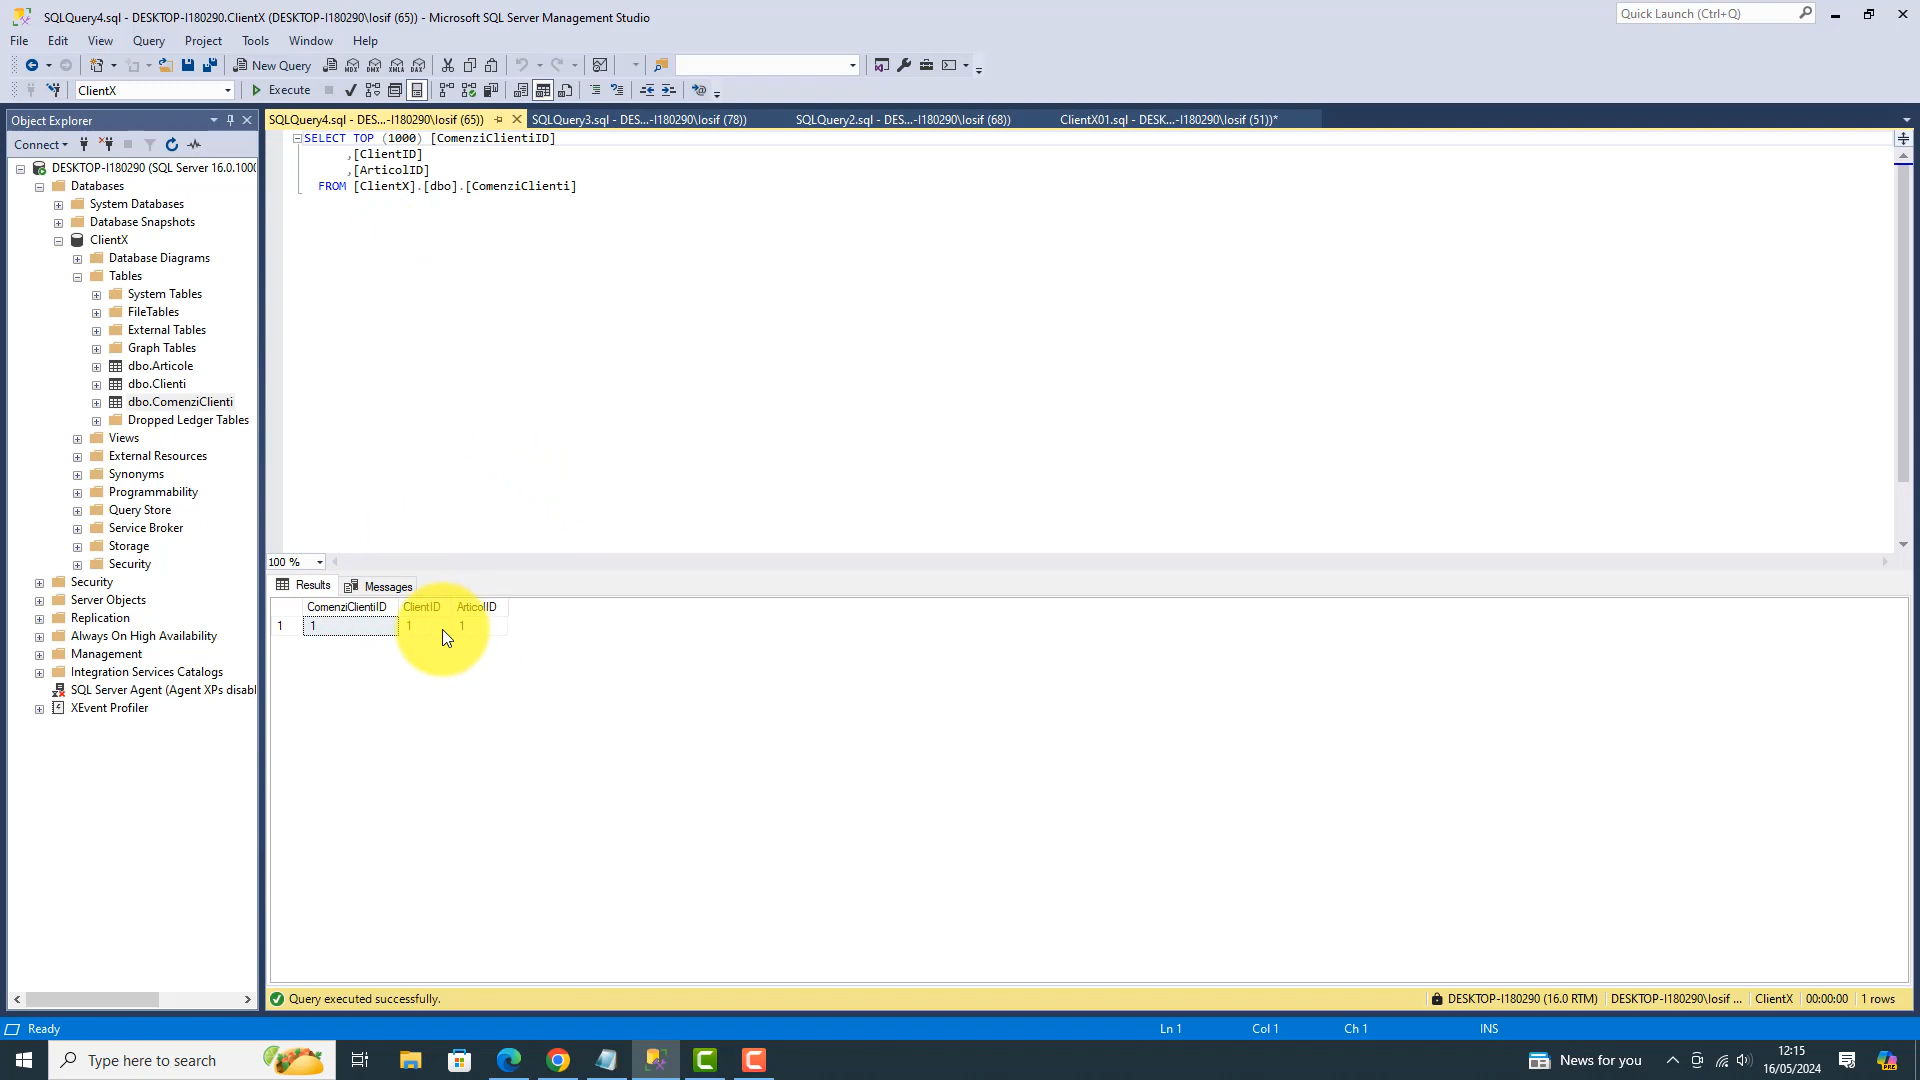 SQLQuery4.sql - DESKTOP-I180290.ClientX (DESKTOP-I180290\Iosif (65)) - Microsoft SQL Server Management Studio
Quick Launch (Ctrl+Q)
File Edit View Query Project Tools Window Help
New Query
MDX DMX XMLA DAX
ClientX
Execute
Object Explorer
SQLQuery4.sql - DES...-I180290\Iosif (65))
SQLQuery3.sql - DES...-I180290\Iosif (78))
SQLQuery2.sql - DES...-I180290\Iosif (68))
ClientX01.sql - DESK...-I180290\Iosif (51))*
Connect
DESKTOP-I180290 (SQL Server 16.0.1000
Databases
System Databases
Database Snapshots
ClientX
Database Diagrams
Tables
System Tables
FileTables
External Tables
Graph Tables
dbo.Articole
dbo.Clienti
dbo.ComenziClienti
Dropped Ledger Tables
Views
External Resources
Synonyms
Programmability
Query Store
Service Broker
Storage
Security
Security
Server Objects
Replication
Always On High Availability
Management
Integration Services Catalogs
SQL Server Agent (Agent XPs disabl
XEvent Profiler
SELECT TOP (1000) [ComenziClientiID]
,[ClientID]
,[ArticolID]
FROM [ClientX].[dbo].[ComenziClienti]
100 %
Results Messages
ComenziClientiID ClientID ArticolID
1 1 1 1
Query executed successfully.
DESKTOP-I180290 (16.0 RTM) DESKTOP-I180290\Iosif ... ClientX 00:00:00 1 rows
Ready
Ln 1 Col 1 Ch 1 INS
Type here to search
News for you
12:15
16/05/2024
PRE